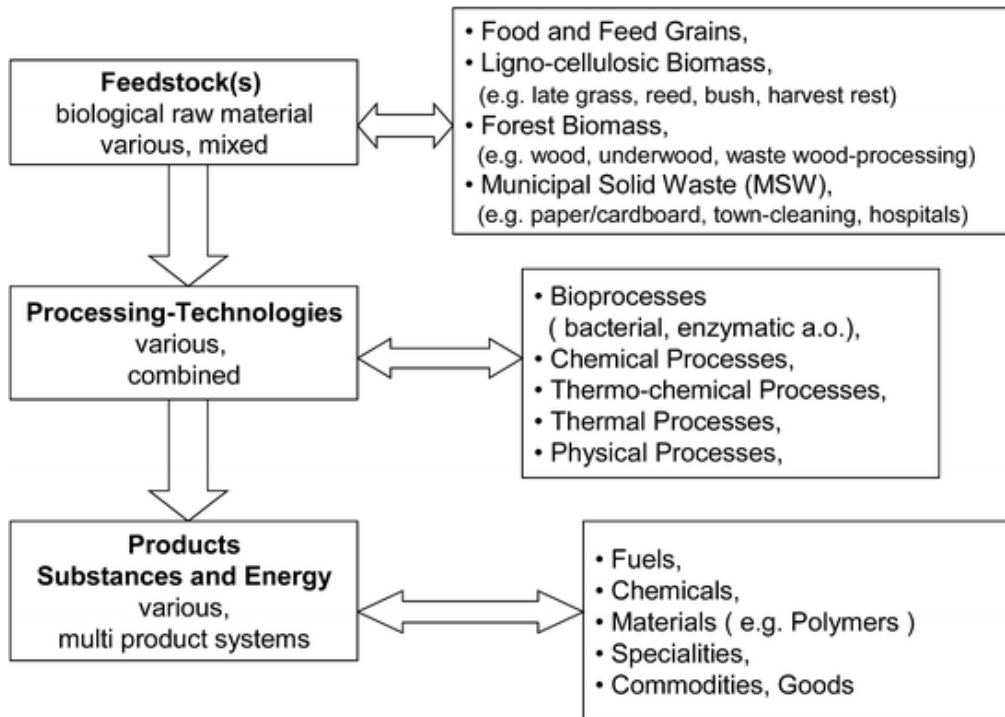 Feedstock(s)
biological raw material
various, mixed
• Food and Feed Grains,
• Ligno-cellulosic Biomass,
(e.g. late grass, reed, bush, harvest rest)
• Forest Biomass,
(e.g. wood, underwood, waste wood-processing)
• Municipal Solid Waste (MSW),
(e.g. paper/cardboard, town-cleaning, hospitals)
Processing-Technologies
various,
combined
• Bioprocesses
( bacterial, enzymatic a.o.),
• Chemical Processes,
• Thermo-chemical Processes,
• Thermal Processes,
• Physical Processes,
Products
Substances and Energy
various,
multi product systems
• Fuels,
• Chemicals,
• Materials ( e.g. Polymers )
• Specialities,
• Commodities, Goods